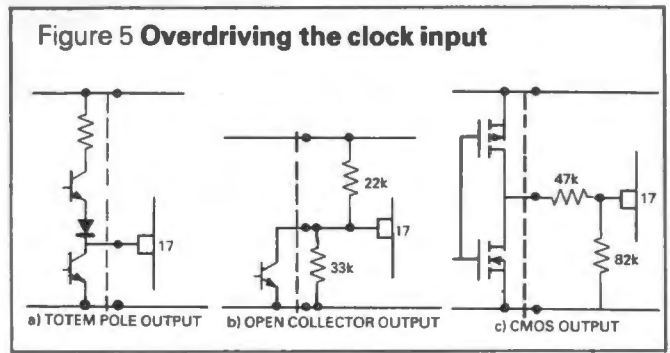 Figure 5 Overdriving the clock input
17
a) TOTEM POLE OUTPUT
22k
17
33k
b) OPEN COLLECTOR OUTPUT
47k
17
82k
c) CMOS OUTPUT